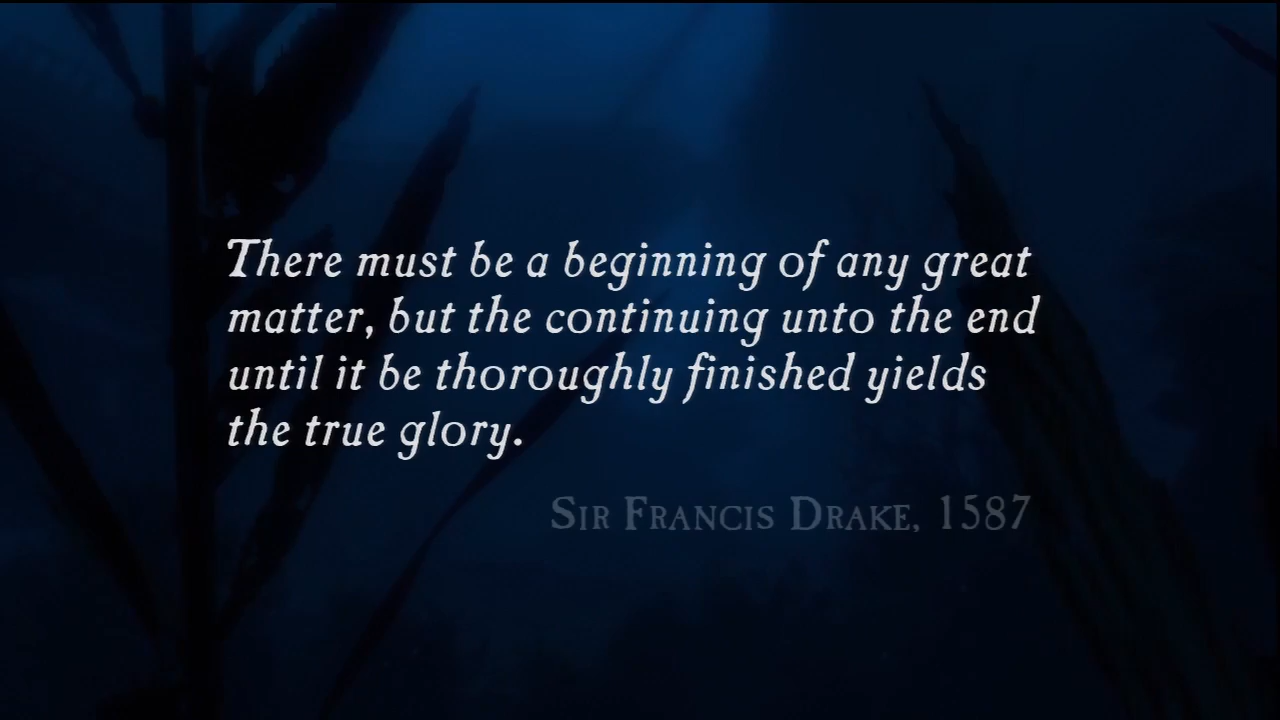 There must be a beginning of any great
matter, but the continuing unto the end
until it be thoroughly finished yields
the true glory.
Sir Francis Drake, 1587